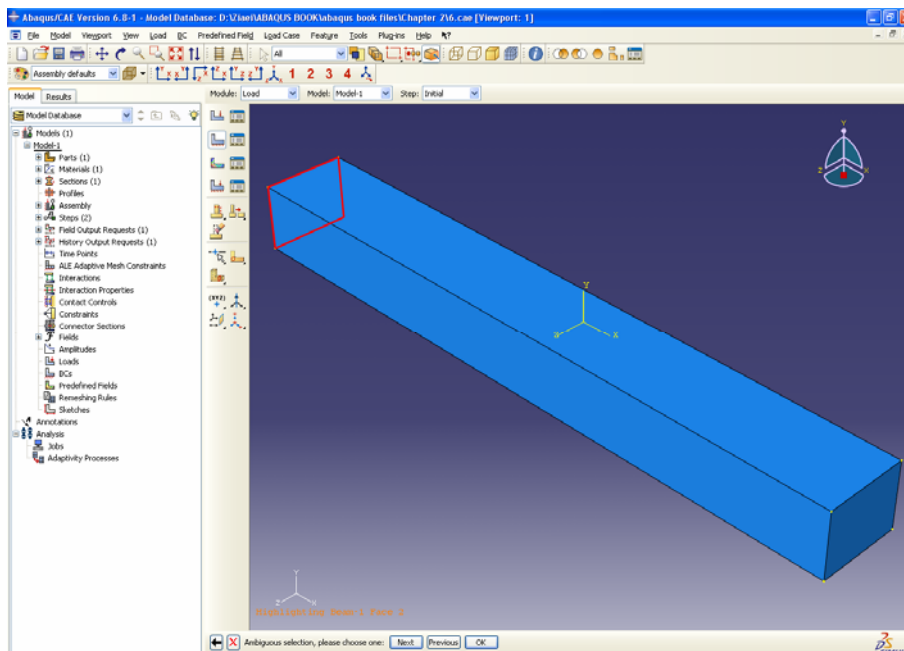 Abaqus/CAE Version 6.8-1 - Model Database: D:\Ziaei\ABAQUS BOOK\abaqus book files\Chapter 2\6.cae [Viewport: 1]
File Model Viewport View Load BC Predefined Field Load Case Feature Tools Plug-ins Help
All
Assembly defaults
1 2 3 4
Model Results
Module: Load Model: Model-1 Step: Initial
Model Database
Models (1)
Model-1
Parts (1)
Materials (1)
Sections (1)
Profiles
Assembly
Steps (2)
Field Output Requests (1)
History Output Requests (1)
Time Points
ALE Adaptive Mesh Constraints
Interactions
Interaction Properties
Contact Controls
Constraints
Connector Sections
Fields
Amplitudes
Loads
BCs
Predefined Fields
Remeshing Rules
Sketches
Annotations
Analysis
Jobs
Adaptivity Processes
(XYZ)
Y
Z X
Y
Z X
Y
Z X
Highlighting
Ambiguous selection, please choose one: Next Previous OK